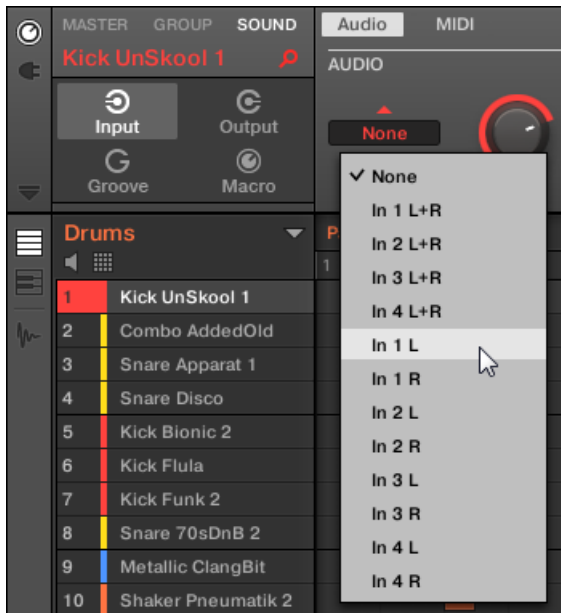 MASTER GROUP SOUND
Kick UnSkool 1
Input Output
Groove Macro
Audio MIDI
AUDIO
None
None
In 1 L+R
In 2 L+R
In 3 L+R
In 4 L+R
In 1 L
In 1 R
In 2 L
In 2 R
In 3 L
In 3 R
In 4 L
In 4 R
Drums
1 Kick UnSkool 1
2 Combo AddedOld
3 Snare Apparat 1
4 Snare Disco
5 Kick Bionic 2
6 Kick Flula
7 Kick Funk 2
8 Snare 70sDnB 2
9 Metallic ClangBit
10 Shaker Pneumatik 2
1